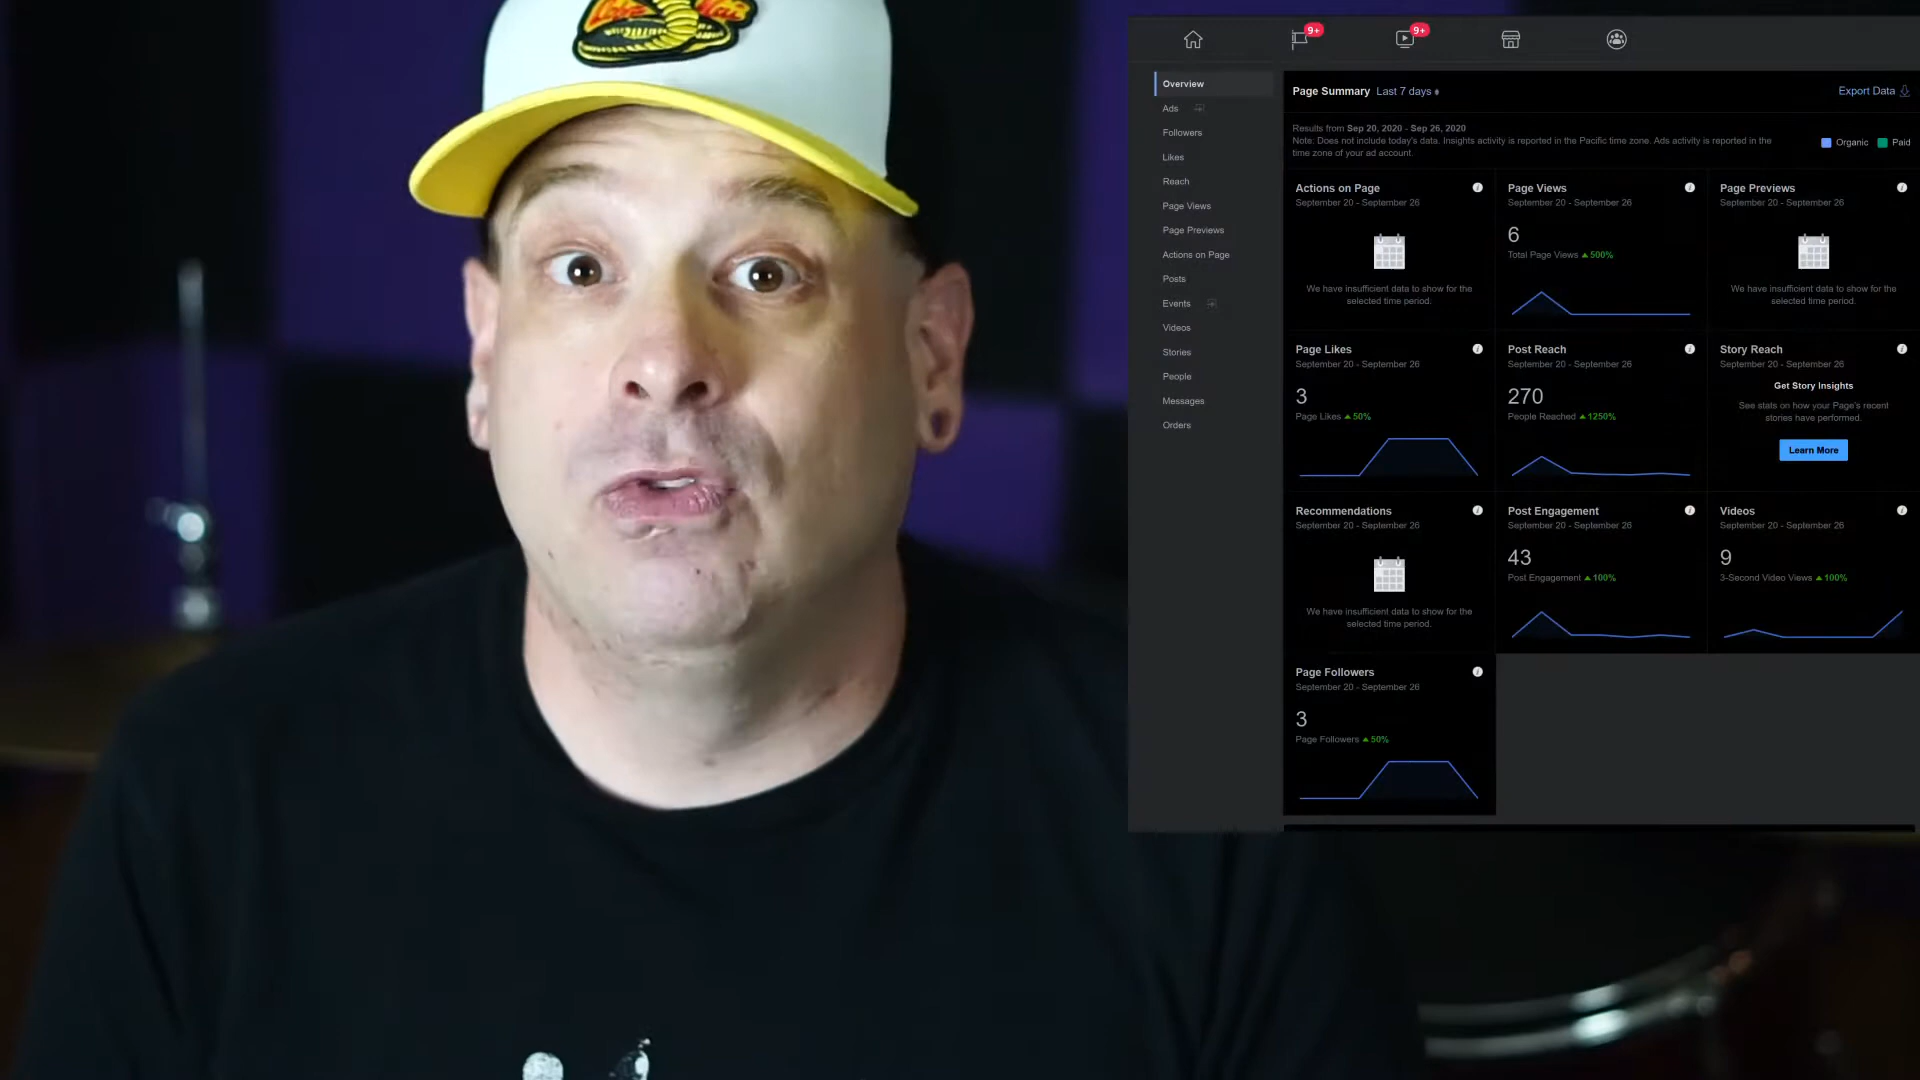 Kai
9+
9+
Overview
Ads
Followers
Likes
Reach
Page Views
Page Previews
Actions on Page
Posts
Events
Videos
Stories
People
Messages
Orders
Page Summary Last 7 days
Export Data
Results from Sep 20, 2020 - Sep 26, 2020
Note: Does not include today's data. Insights activity is reported in the Pacific time zone. Ads activity is reported in the
time zone of your ad account.
Organic Paid
Actions on Page
September 20 - September 26
We have insufficient data to show for the
selected time period.
Page Views
September 20 - September 26
6
Total Page Views 500%
Page Previews
September 20 - September 26
We have insufficient data to show for the
selected time period.
Page Likes
September 20 - September 26
3
Page Likes 50%
Post Reach
September 20 - September 26
270
People Reached 1250%
Story Reach
September 20 - September 26
Get Story Insights
See stats on how your Page's recent
stories have performed.
Learn More
Recommendations
September 20 - September 26
We have insufficient data to show for the
selected time period.
Post Engagement
September 20 - September 26
43
Post Engagement 100%
Videos
September 20 - September 26
9
3-Second Video Views 100%
Page Followers
September 20 - September 26
3
Page Followers 50%